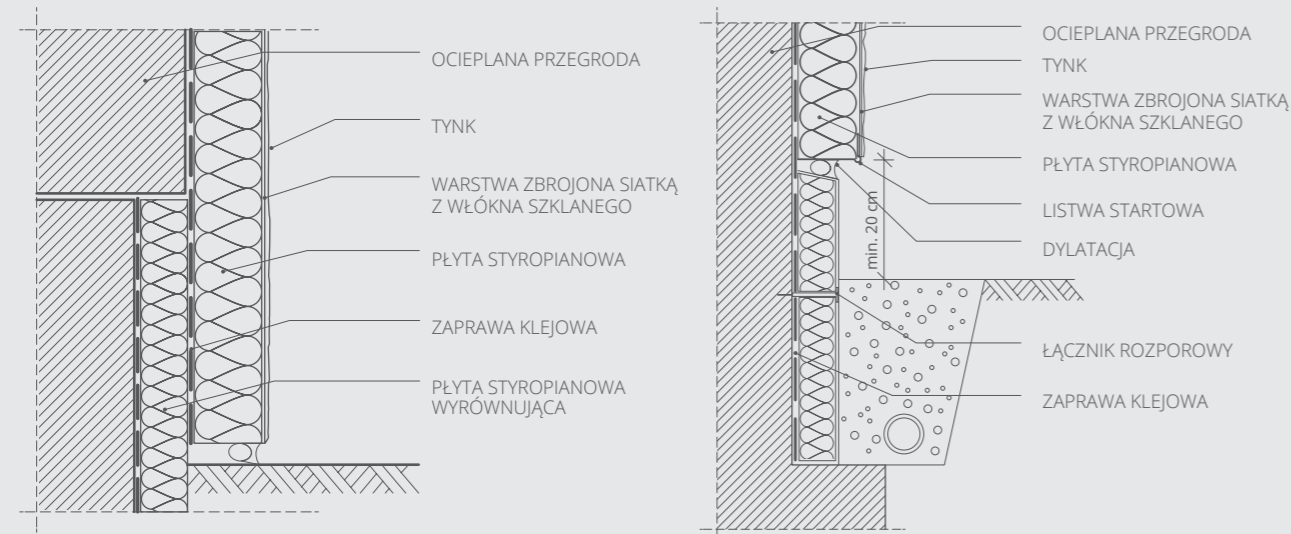 OCIEPLANA PRZEGRODA
TYNK
WARSTWA ZBROJONA SIATKĄ
Z WŁÓKNA SZKLANEGO
PŁYTA STYROPIANOWA
ZAPRAWA KLEJOWA
PŁYTA STYROPIANOWA
WYRÓWNUJĄCA
OCIEPLANA PRZEGRODA
TYNK
WARSTWA ZBROJONA SIATKĄ
Z WŁÓKNA SZKLANEGO
PŁYTA STYROPIANOWA
LISTWA STARTOWA
DYLATACJA
min. 20 cm
ŁĄCZNIK ROZPOROWY
ZAPRAWA KLEJOWA